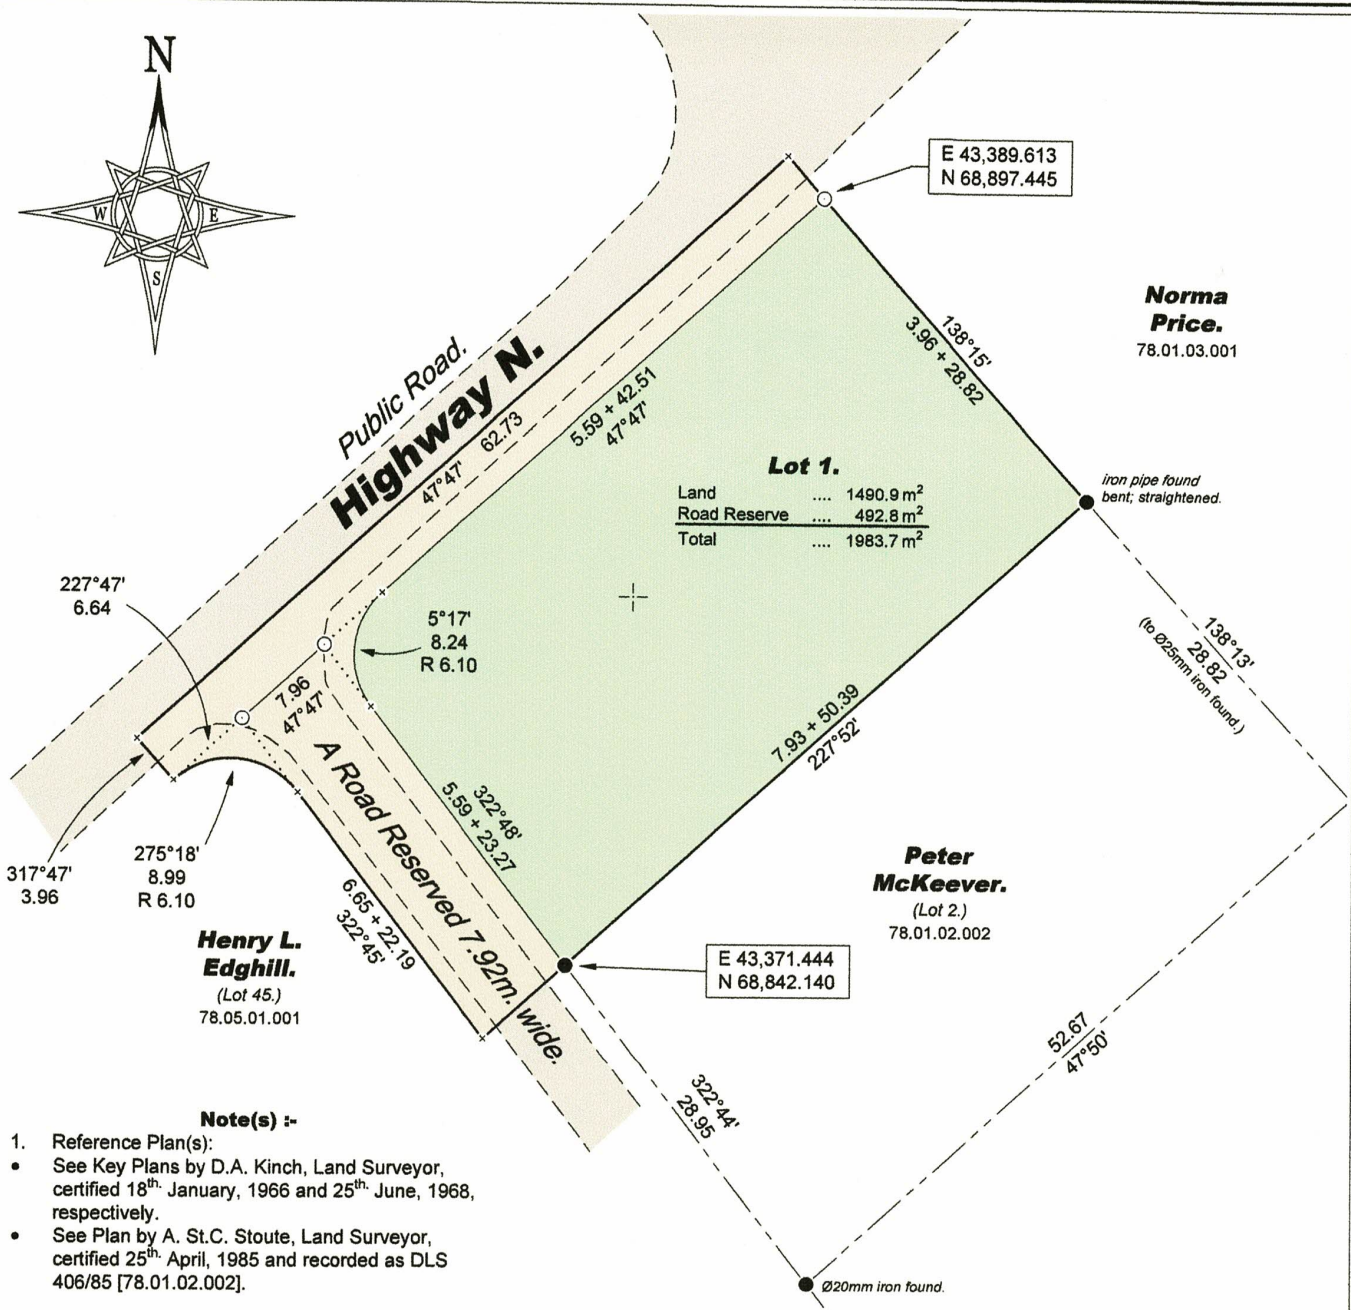 N
W
E
S
E 43,389.613
N 68,897.445
Norma
Price.
78.01.03.001
Public Road.
Highway N.
47°47'
62.73
5.59 + 42.51
47°47'
138°15'
3.96 + 28.82
Lot 1.
Land .... 1490.9 m²
Road Reserve .... 492.8 m²
Total .... 1983.7 m²
iron pipe found
bent; straightened.
227°47'
6.64
5°17'
8.24
R 6.10
138°13'
28.82
(to Ø25mm iron found.)
7.96
47°47'
7.93 + 50.39
227°52'
A Road Reserved 7.92m. wide.
322°48'
5.59 + 23.27
317°47'
3.96
275°18'
8.99
R 6.10
6.65 + 22.19
322°45'
Henry L.
Edghill.
(Lot 45.)
78.05.01.001
Peter
McKeever.
(Lot 2.)
78.01.02.002
E 43,371.444
N 68,842.140
52.67
47°50'
322°44'
28.95
Note(s) :-
1. Reference Plan(s):
• See Key Plans by D.A. Kinch, Land Surveyor,
certified 18th. January, 1966 and 25th. June, 1968,
respectively.
• See Plan by A. St.C. Stoute, Land Surveyor,
certified 25th. April, 1985 and recorded as DLS
406/85 [78.01.02.002].
Ø20mm iron found.